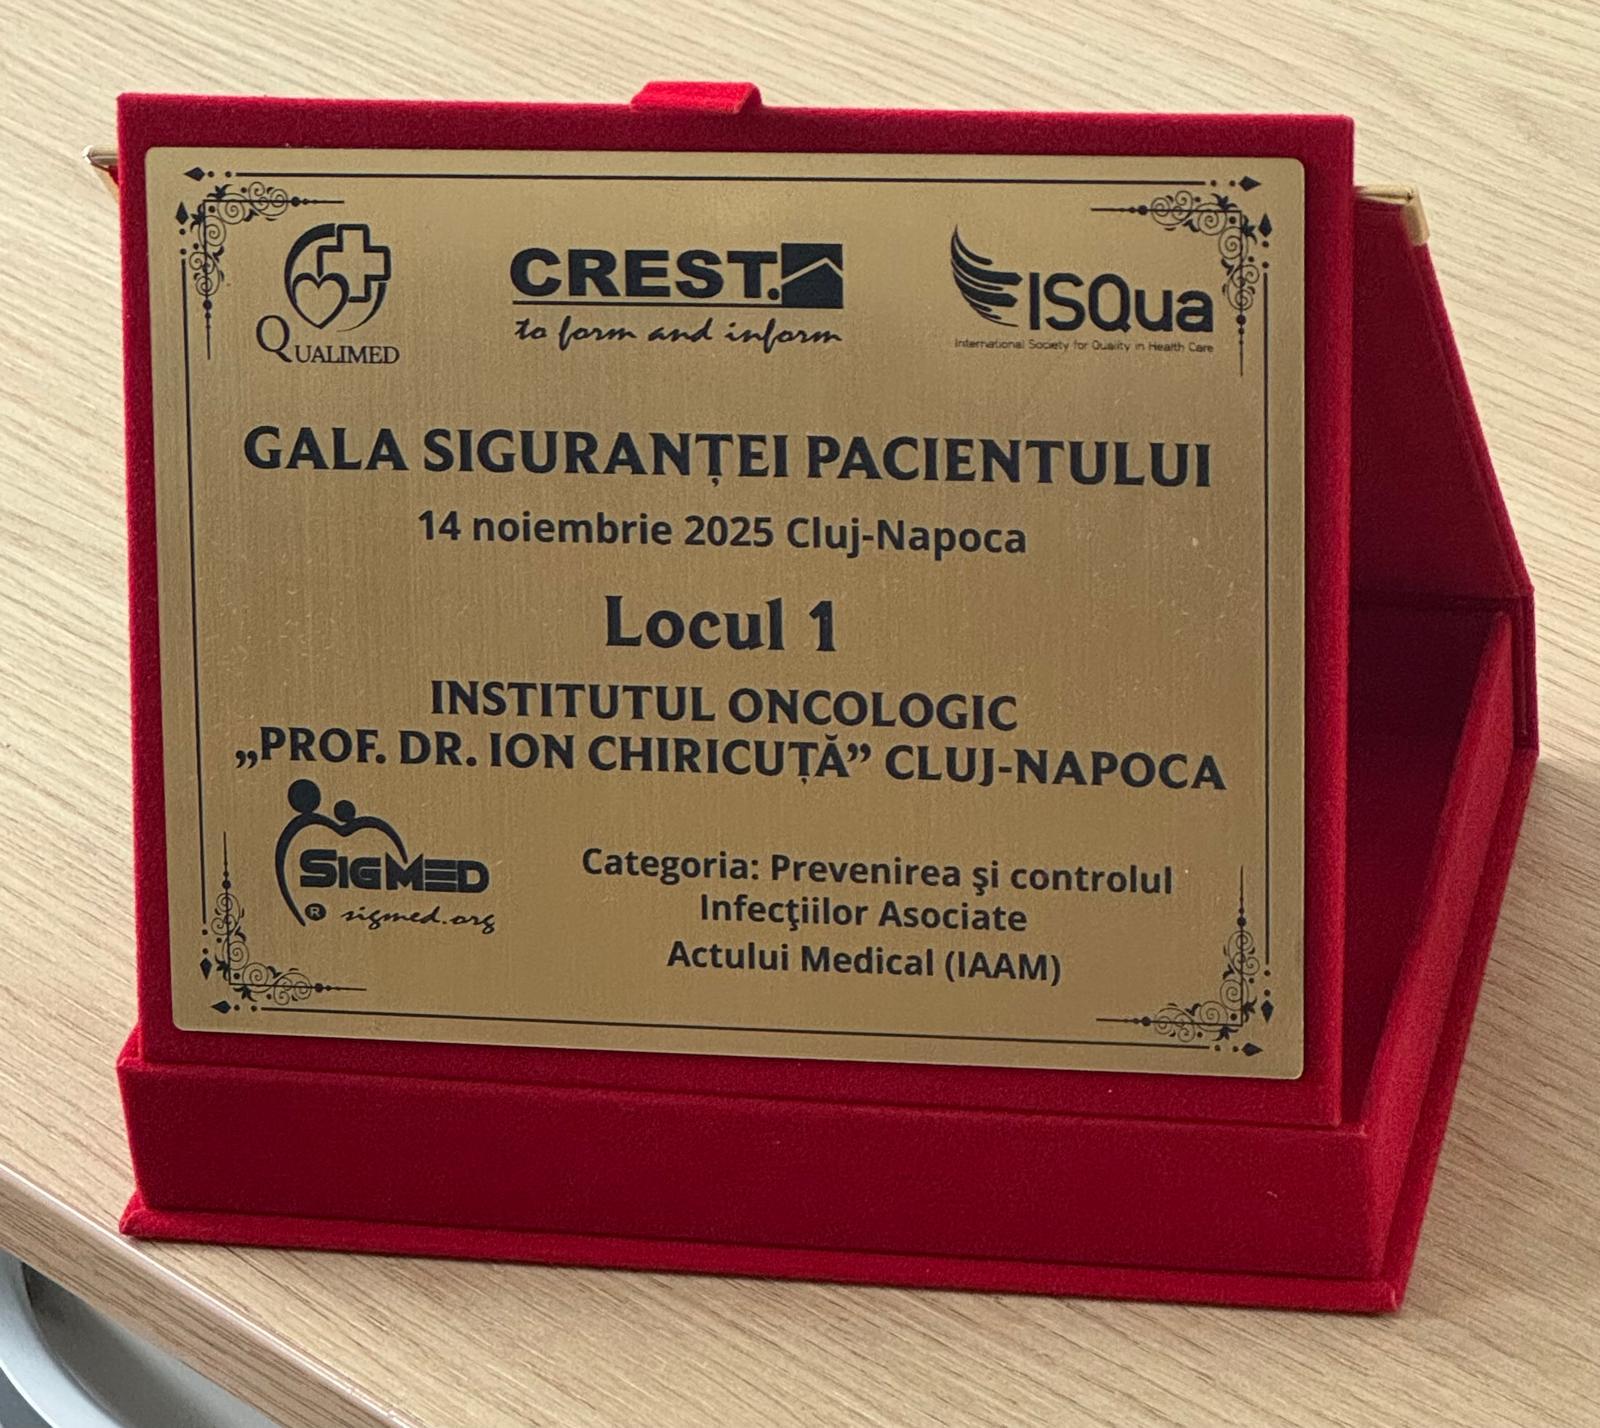 QUALIMED
CREST.
to form and inform
ISQua
International Society for Quality in Health Care
GALA SIGURANȚEI PACIENTULUI
14 noiembrie 2025 Cluj-Napoca
Locul 1
INSTITUTUL ONCOLOGIC
„PROF. DR. ION CHIRICUȚĂ” CLUJ-NAPOCA
SIGMED
® sigmed.org
Categoria: Prevenirea şi controlul
Infecţiilor Asociate
Actului Medical (IAAM)